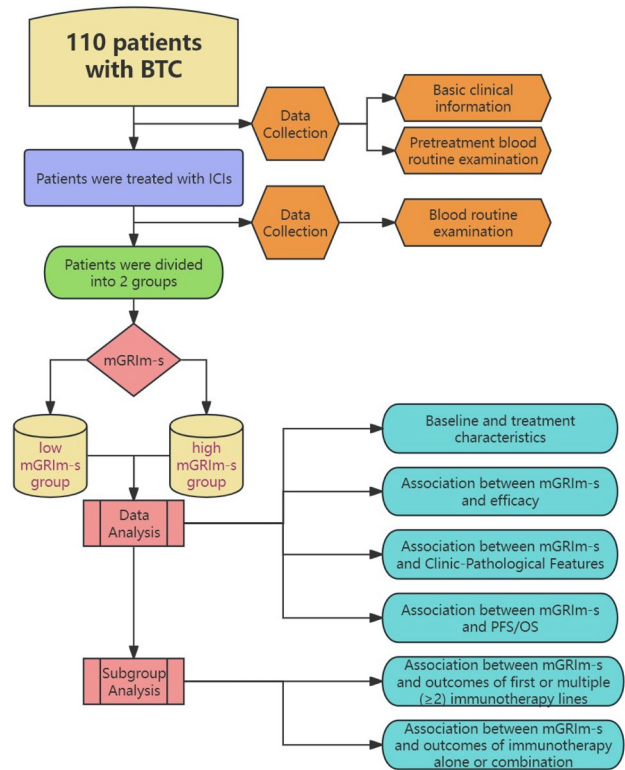 110 patients
with BTC
Data
Collection
Basic clinical
information
Pretreatment blood
routine examination
Patients were treated with ICIs
Data
Collection
Blood routine
examination
Patients were divided
into 2 groups
mGRIm-s
low
mGRIm-s
group
high
mGRIm-s
group
Baseline and treatment
characteristics
Association between mGRIm-s
and efficacy
Data
Analysis
Association between mGRIm-s
and Clinic-Pathological Features
Association between mGRIm-s
and PFS/OS
Subgroup
Analysis
Association between mGRIm-s
and outcomes of first or multiple
(≥2) immunotherapy lines
Association between mGRIm-s
and outcomes of immunotherapy
alone or combination